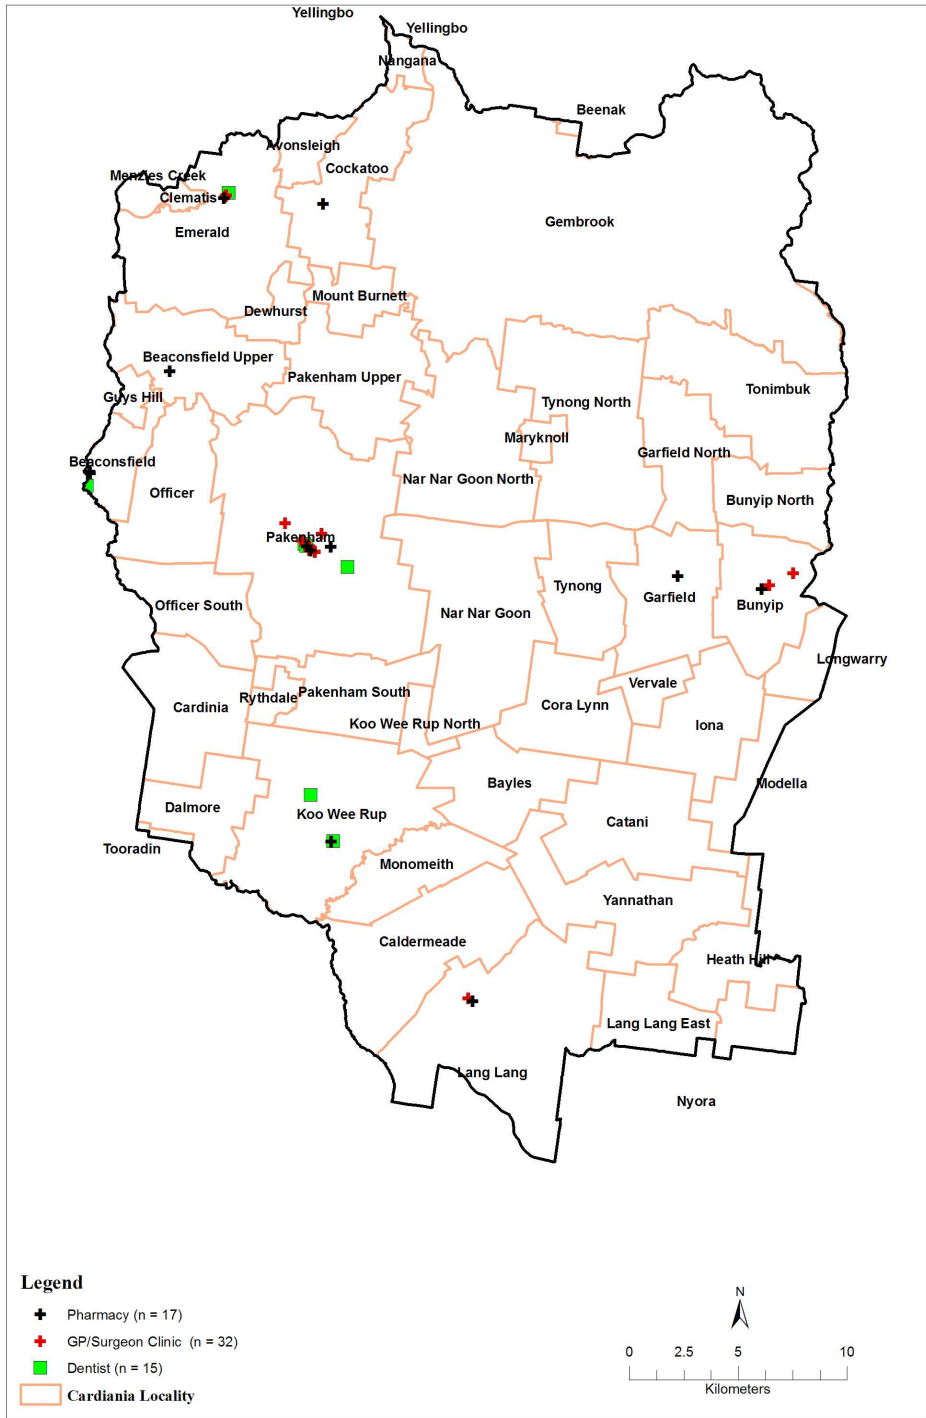 Yellingbo
Yellingbo
Nangana
Beenak
Avonsleigh
Cockatoo
Menzies Creek
Clematis
Gembrook
Emerald
Mount Burnett
Dewhurst
Beaconsfield Upper
Pakenham Upper
Tonimbuk
Guys Hill
Tynong North
Maryknoll
Garfield North
Beaconsfield
Nar Nar Goon North
Officer
Bunyip North
Pakenham
Tynong
Garfield
Officer South
Bunyip
Nar Nar Goon
Longwarry
Vervale
Pakenham South
Rythdale
Cora Lynn
Cardinia
Koo Wee Rup North
Iona
Bayles
Modella
Dalmore
Koo Wee Rup
Catani
Tooradin
Monomeith
Yannathan
Caldermeade
Heath Hill
Lang Lang East
Lang Lang
Nyora
Legend
Pharmacy (n = 17)
GP/Surgeon Clinic (n = 32)
Dentist (n = 15)
Cardiania Locality
N
0 2.5 5 10
Kilometers